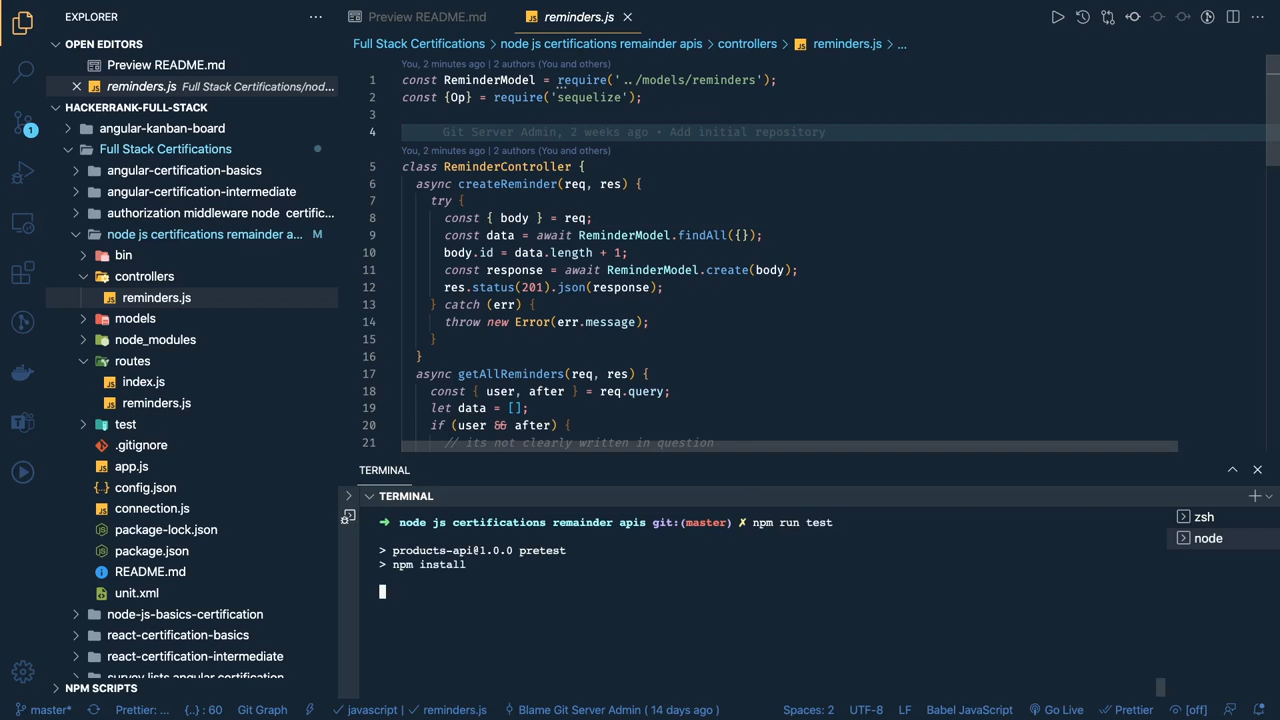 EXPLORER
OPEN EDITORS
Preview README.md
reminders.js Full Stack Certifications/nod...
HACKERRANK-FULL-STACK
angular-kanban-board
Full Stack Certifications
angular-certification-basics
angular-certification-intermediate
authorization middleware node certific...
node js certifications remainder a... M
bin
controllers
reminders.js
models
node_modules
routes
index.js
reminders.js
test
.gitignore
app.js
config.json
connection.js
package-lock.json
package.json
README.md
unit.xml
node-js-basics-certification
react-certification-basics
react-certification-intermediate
survey lists angular certification
NPM SCRIPTS
1
Preview README.md
reminders.js
Full Stack Certifications > node js certifications remainder apis > controllers > reminders.js > ...
You, 2 minutes ago | 2 authors (You and others)
1 const ReminderModel = require('../models/reminders');
2 const {Op} = require('sequelize');
3
4 Git Server Admin, 2 weeks ago • Add initial repository
You, 2 minutes ago | 2 authors (You and others)
5 class ReminderController {
6 async createReminder(req, res) {
7 try {
8 const { body } = req;
9 const data = await ReminderModel.findAll({});
10 body.id = data.length + 1;
11 const response = await ReminderModel.create(body);
12 res.status(201).json(response);
13 } catch (err) {
14 throw new Error(err.message);
15 }
16 }
17 async getAllReminders(req, res) {
18 const { user, after } = req.query;
19 let data = [];
20 if (user && after) {
21 // its not clearly written in question
TERMINAL
TERMINAL
➜ node js certifications remainder apis git:(master) ✗ npm run test
> products-api@1.0.0 pretest
> npm install
zsh
node
master* Prettier: ... {..} : 60 Git Graph javascript | ✓ reminders.js Blame Git Server Admin ( 14 days ago ) Spaces: 2 UTF-8 LF Babel JavaScript Go Live Prettier [off]